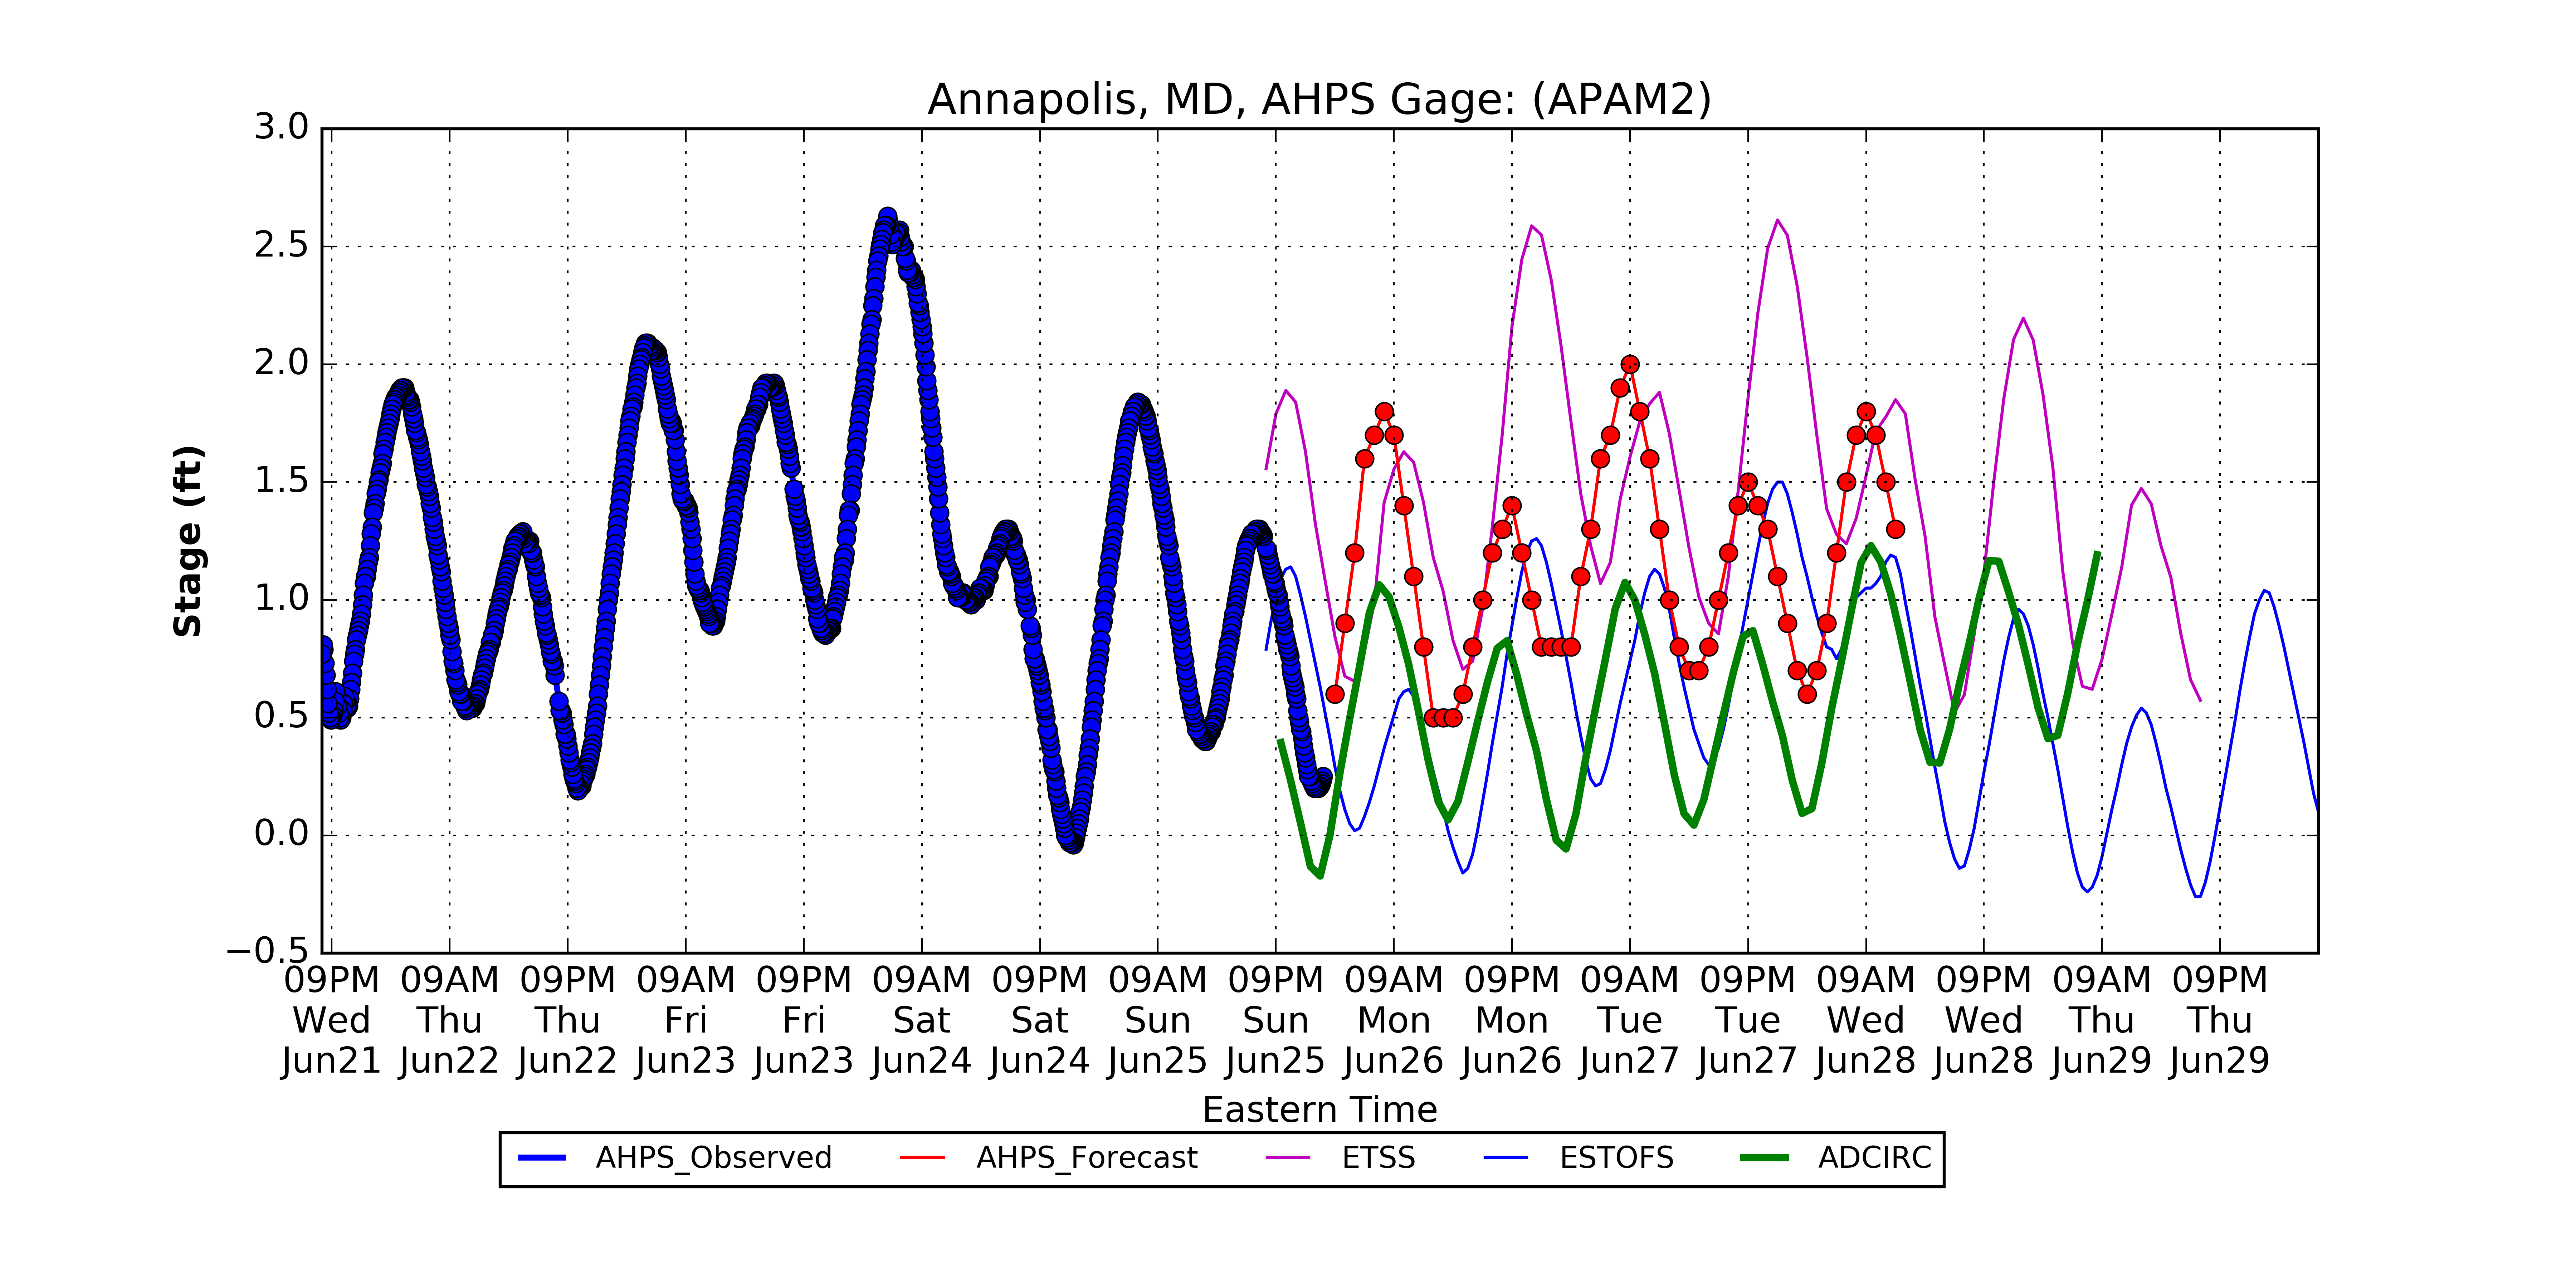 Annapolis, MD, AHPS Gage: (APAM2)
3.0
2.5
2.0
1.5
1.0
0.5
0.0
−0.5
Stage (ft)
09PM 09AM 09PM 09AM 09PM 09AM 09PM 09AM 09PM 09AM 09PM 09AM 09PM 09AM 09PM 09AM 09PM
Wed Thu Thu Fri Fri Sat Sat Sun Sun Mon Mon Tue Tue Wed Wed Thu Thu
Jun21 Jun22 Jun22 Jun23 Jun23 Jun24 Jun24 Jun25 Jun25 Jun26 Jun26 Jun27 Jun27 Jun28 Jun28 Jun29 Jun29
Eastern Time
AHPS_Observed AHPS_Forecast ETSS ESTOFS ADCIRC